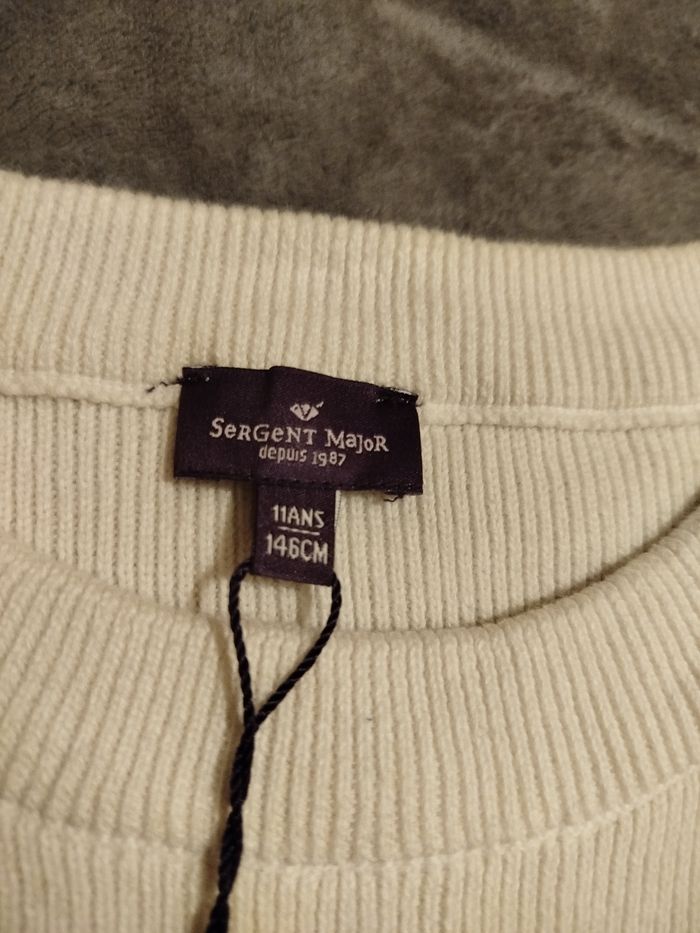 SeRGeNT MajoR
depuis 1987
11ANS
146CM